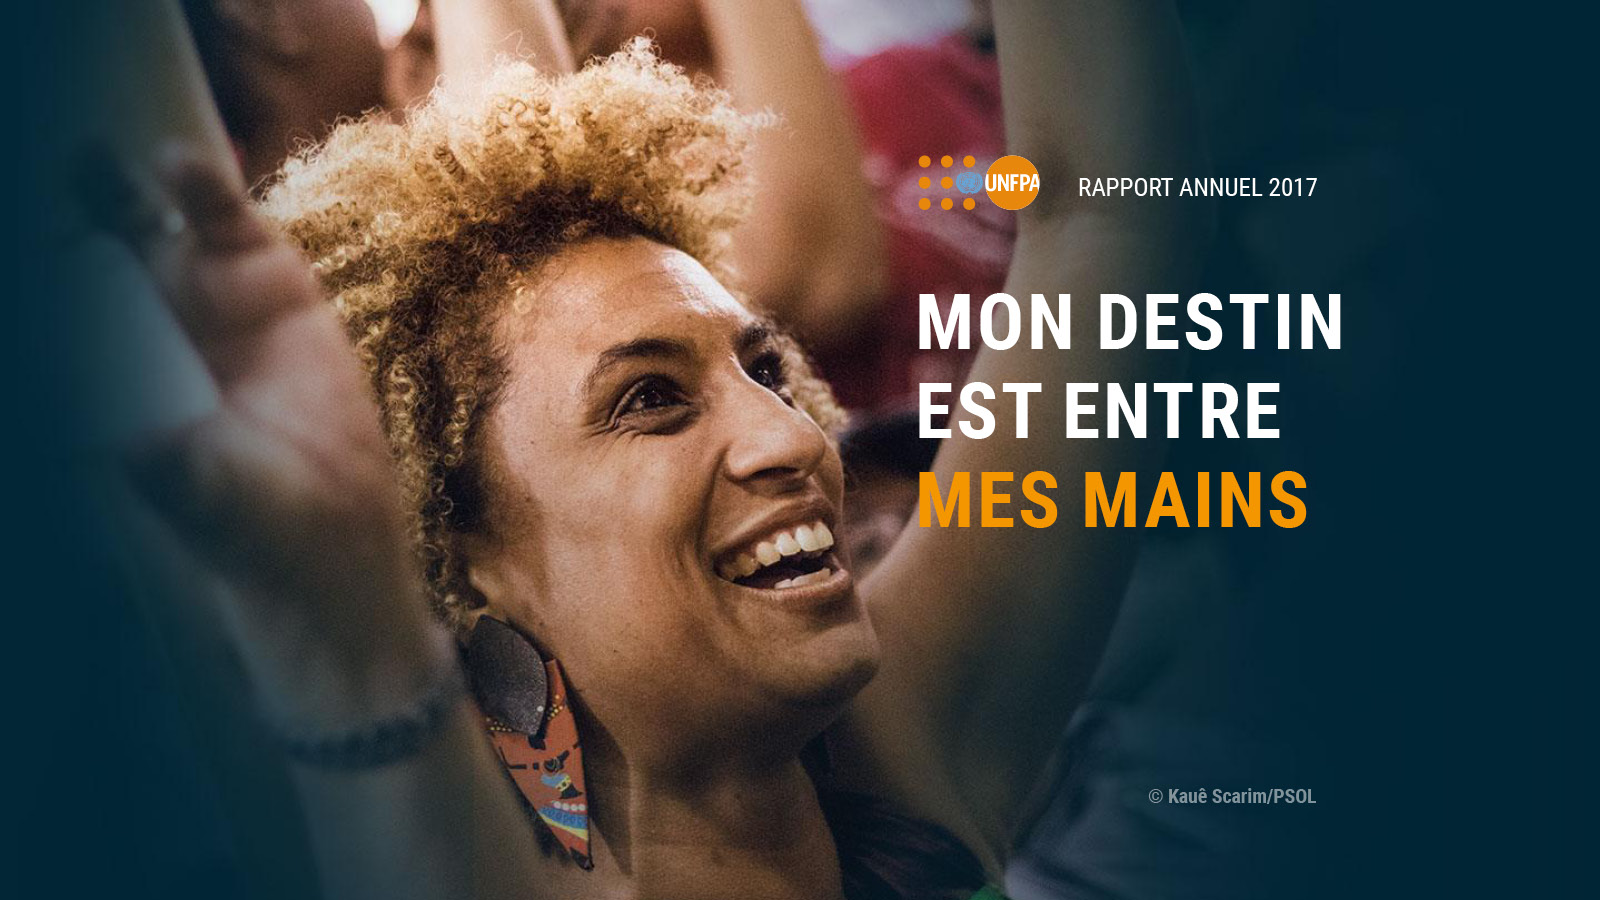 UNFPA
RAPPORT ANNUEL 2017
MON DESTIN
EST ENTRE
MES MAINS
© Kauê Scarim/PSOL